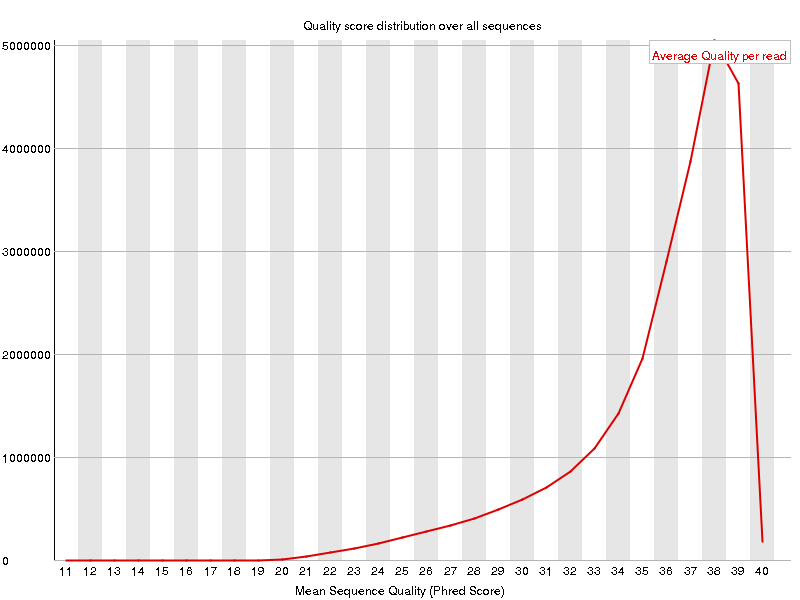 Quality score distribution over all sequences
Average Quality per read
5000000
4000000
3000000
2000000
1000000
0
11 12 13 14 15 16 17 18 19 20 21 22 23 24 25 26 27 28 29 30 31 32 33 34 35 36 37 38 39 40
Mean Sequence Quality (Phred Score)